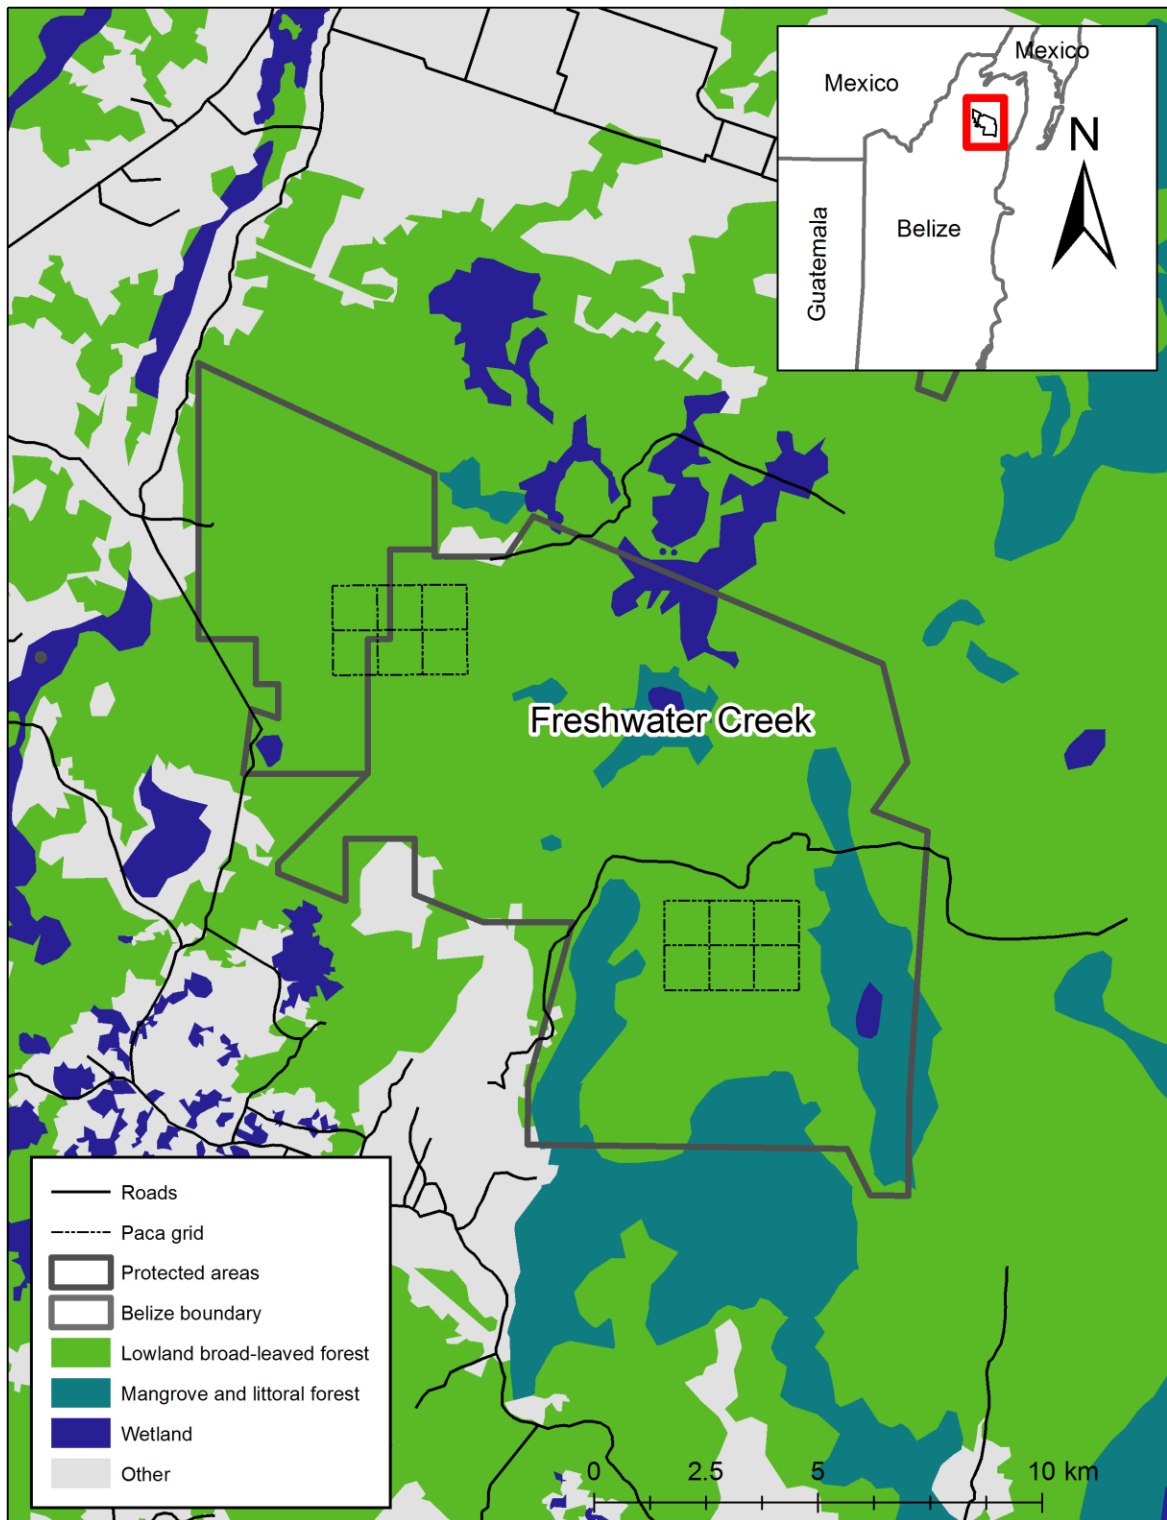 Mexico
Mexico
N
Belize
Guatemala
Freshwater Creek
Roads
Paca grid
Protected areas
Belize boundary
Lowland broad-leaved forest
Mangrove and littoral forest
Wetland
Other
0 2.5 5 10 km